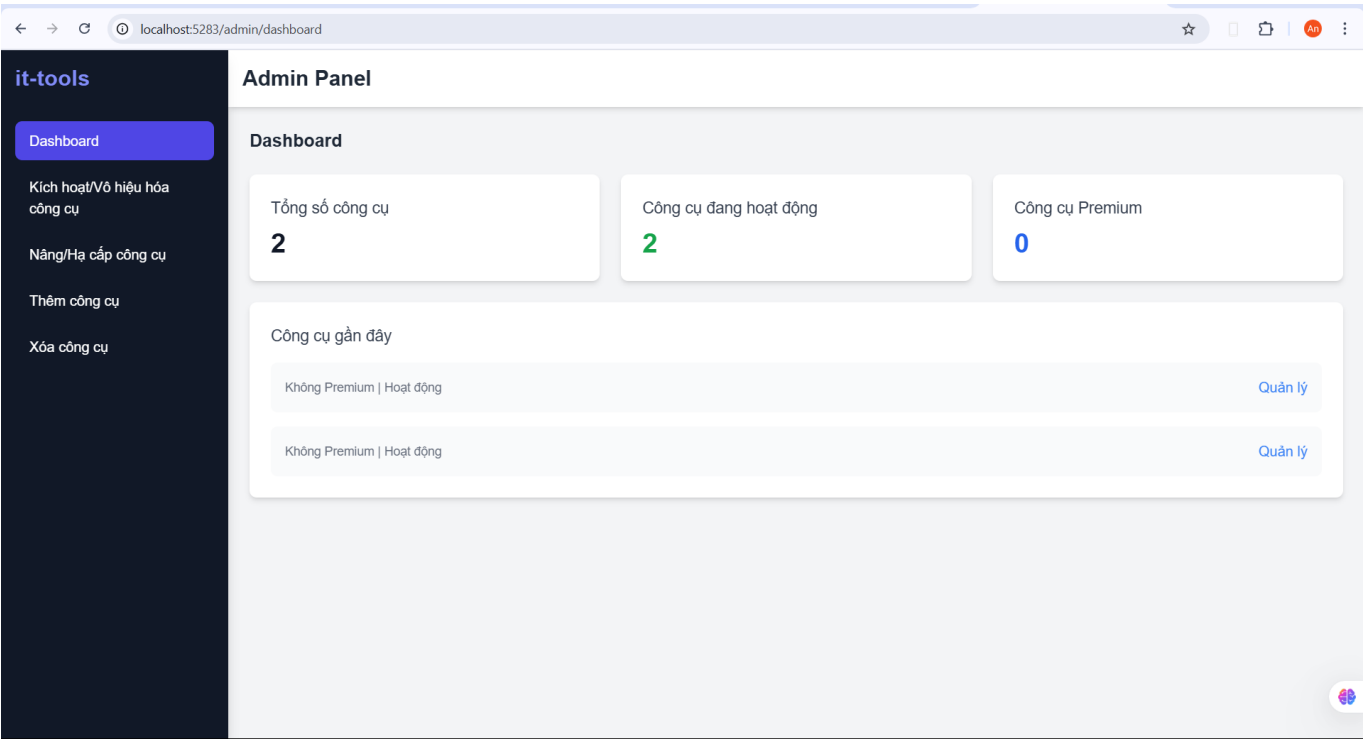 localhost:5283/admin/dashboard
An
it-tools
Admin Panel
Dashboard
Kích hoạt/Vô hiệu hóa
công cụ
Nâng/Hạ cấp công cụ
Thêm công cụ
Xóa công cụ
Dashboard
Tổng số công cụ
2
Công cụ đang hoạt động
2
Công cụ Premium
0
Công cụ gần đây
Không Premium | Hoạt động
Quản lý
Không Premium | Hoạt động
Quản lý